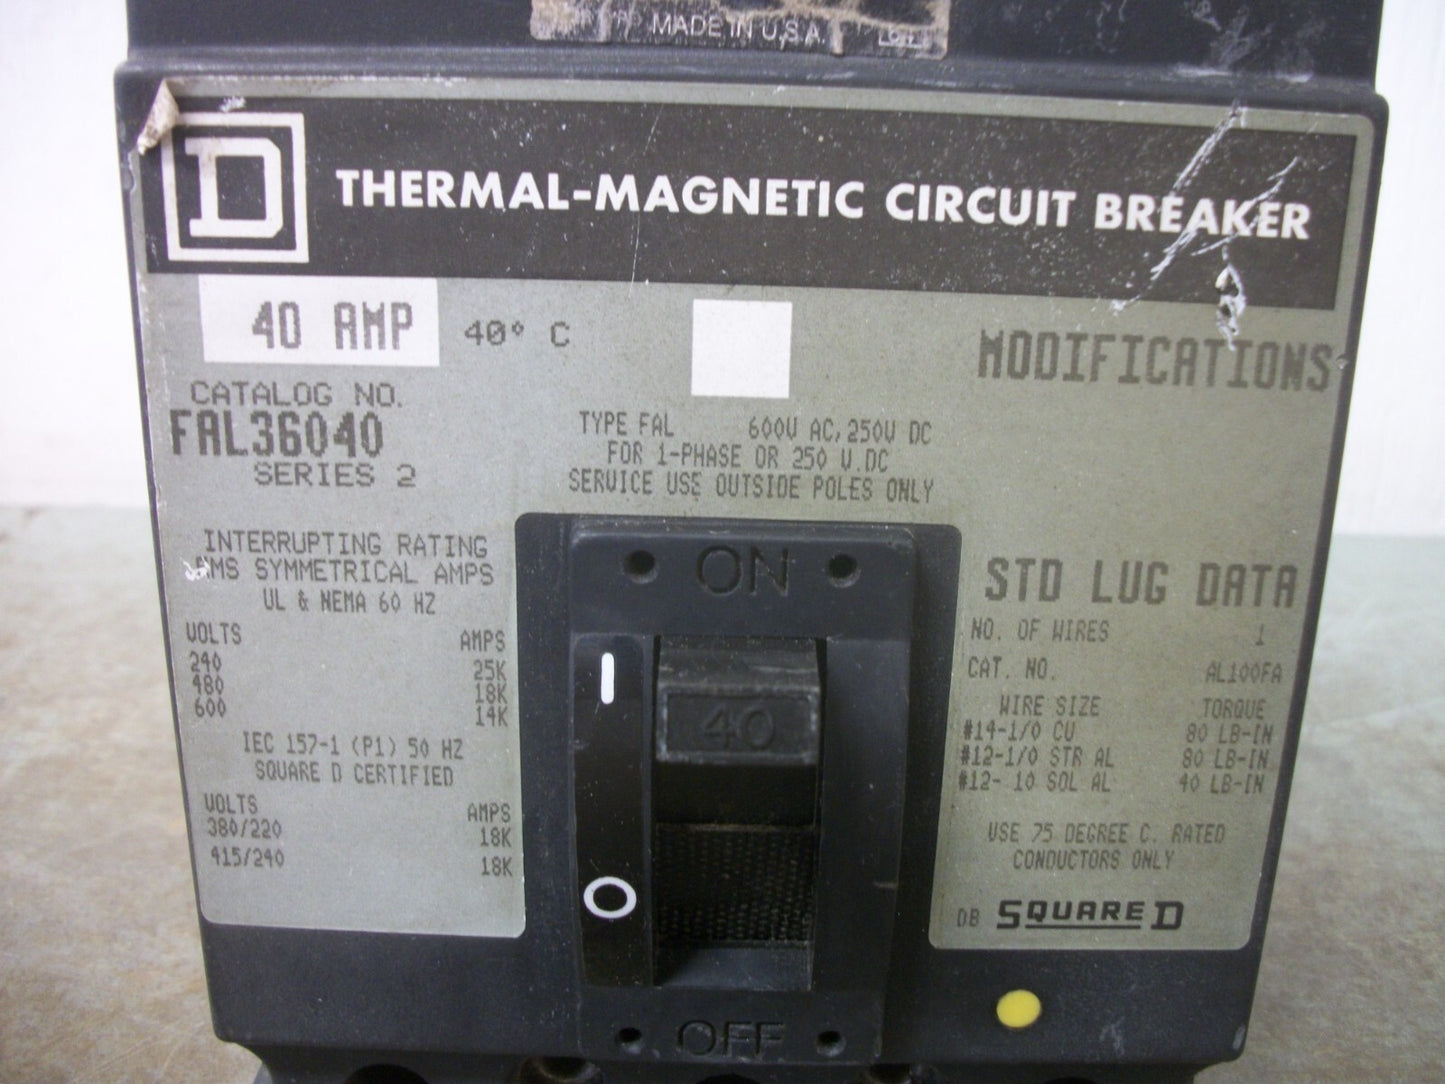 MADE IN U.S.A.
D
THERMAL-MAGNETIC CIRCUIT BREAKER
40 AMP 40° C
MODIFICATIONS
CATALOG NO.
FAL36040
SERIES 2
TYPE FAL 600V AC, 250V DC
FOR 1-PHASE OR 250 V.DC
SERVICE USE OUTSIDE POLES ONLY
INTERRUPTING RATING
RMS SYMMETRICAL AMPS
UL & NEMA 60 HZ
VOLTS AMPS
240 25K
480 18K
600 14K
IEC 157-1 (P1) 50 HZ
SQUARE D CERTIFIED
VOLTS AMPS
380/220 18K
415/240 18K
ON
I
40
O
OFF
STD LUG DATA
NO. OF WIRES 1
CAT. NO. AL100FA
WIRE SIZE TORQUE
#14-1/0 CU 80 LB-IN
#12-1/0 STR AL 80 LB-IN
#12- 10 SOL AL 40 LB-IN
USE 75 DEGREE C. RATED
CONDUCTORS ONLY
DB SQUARE D